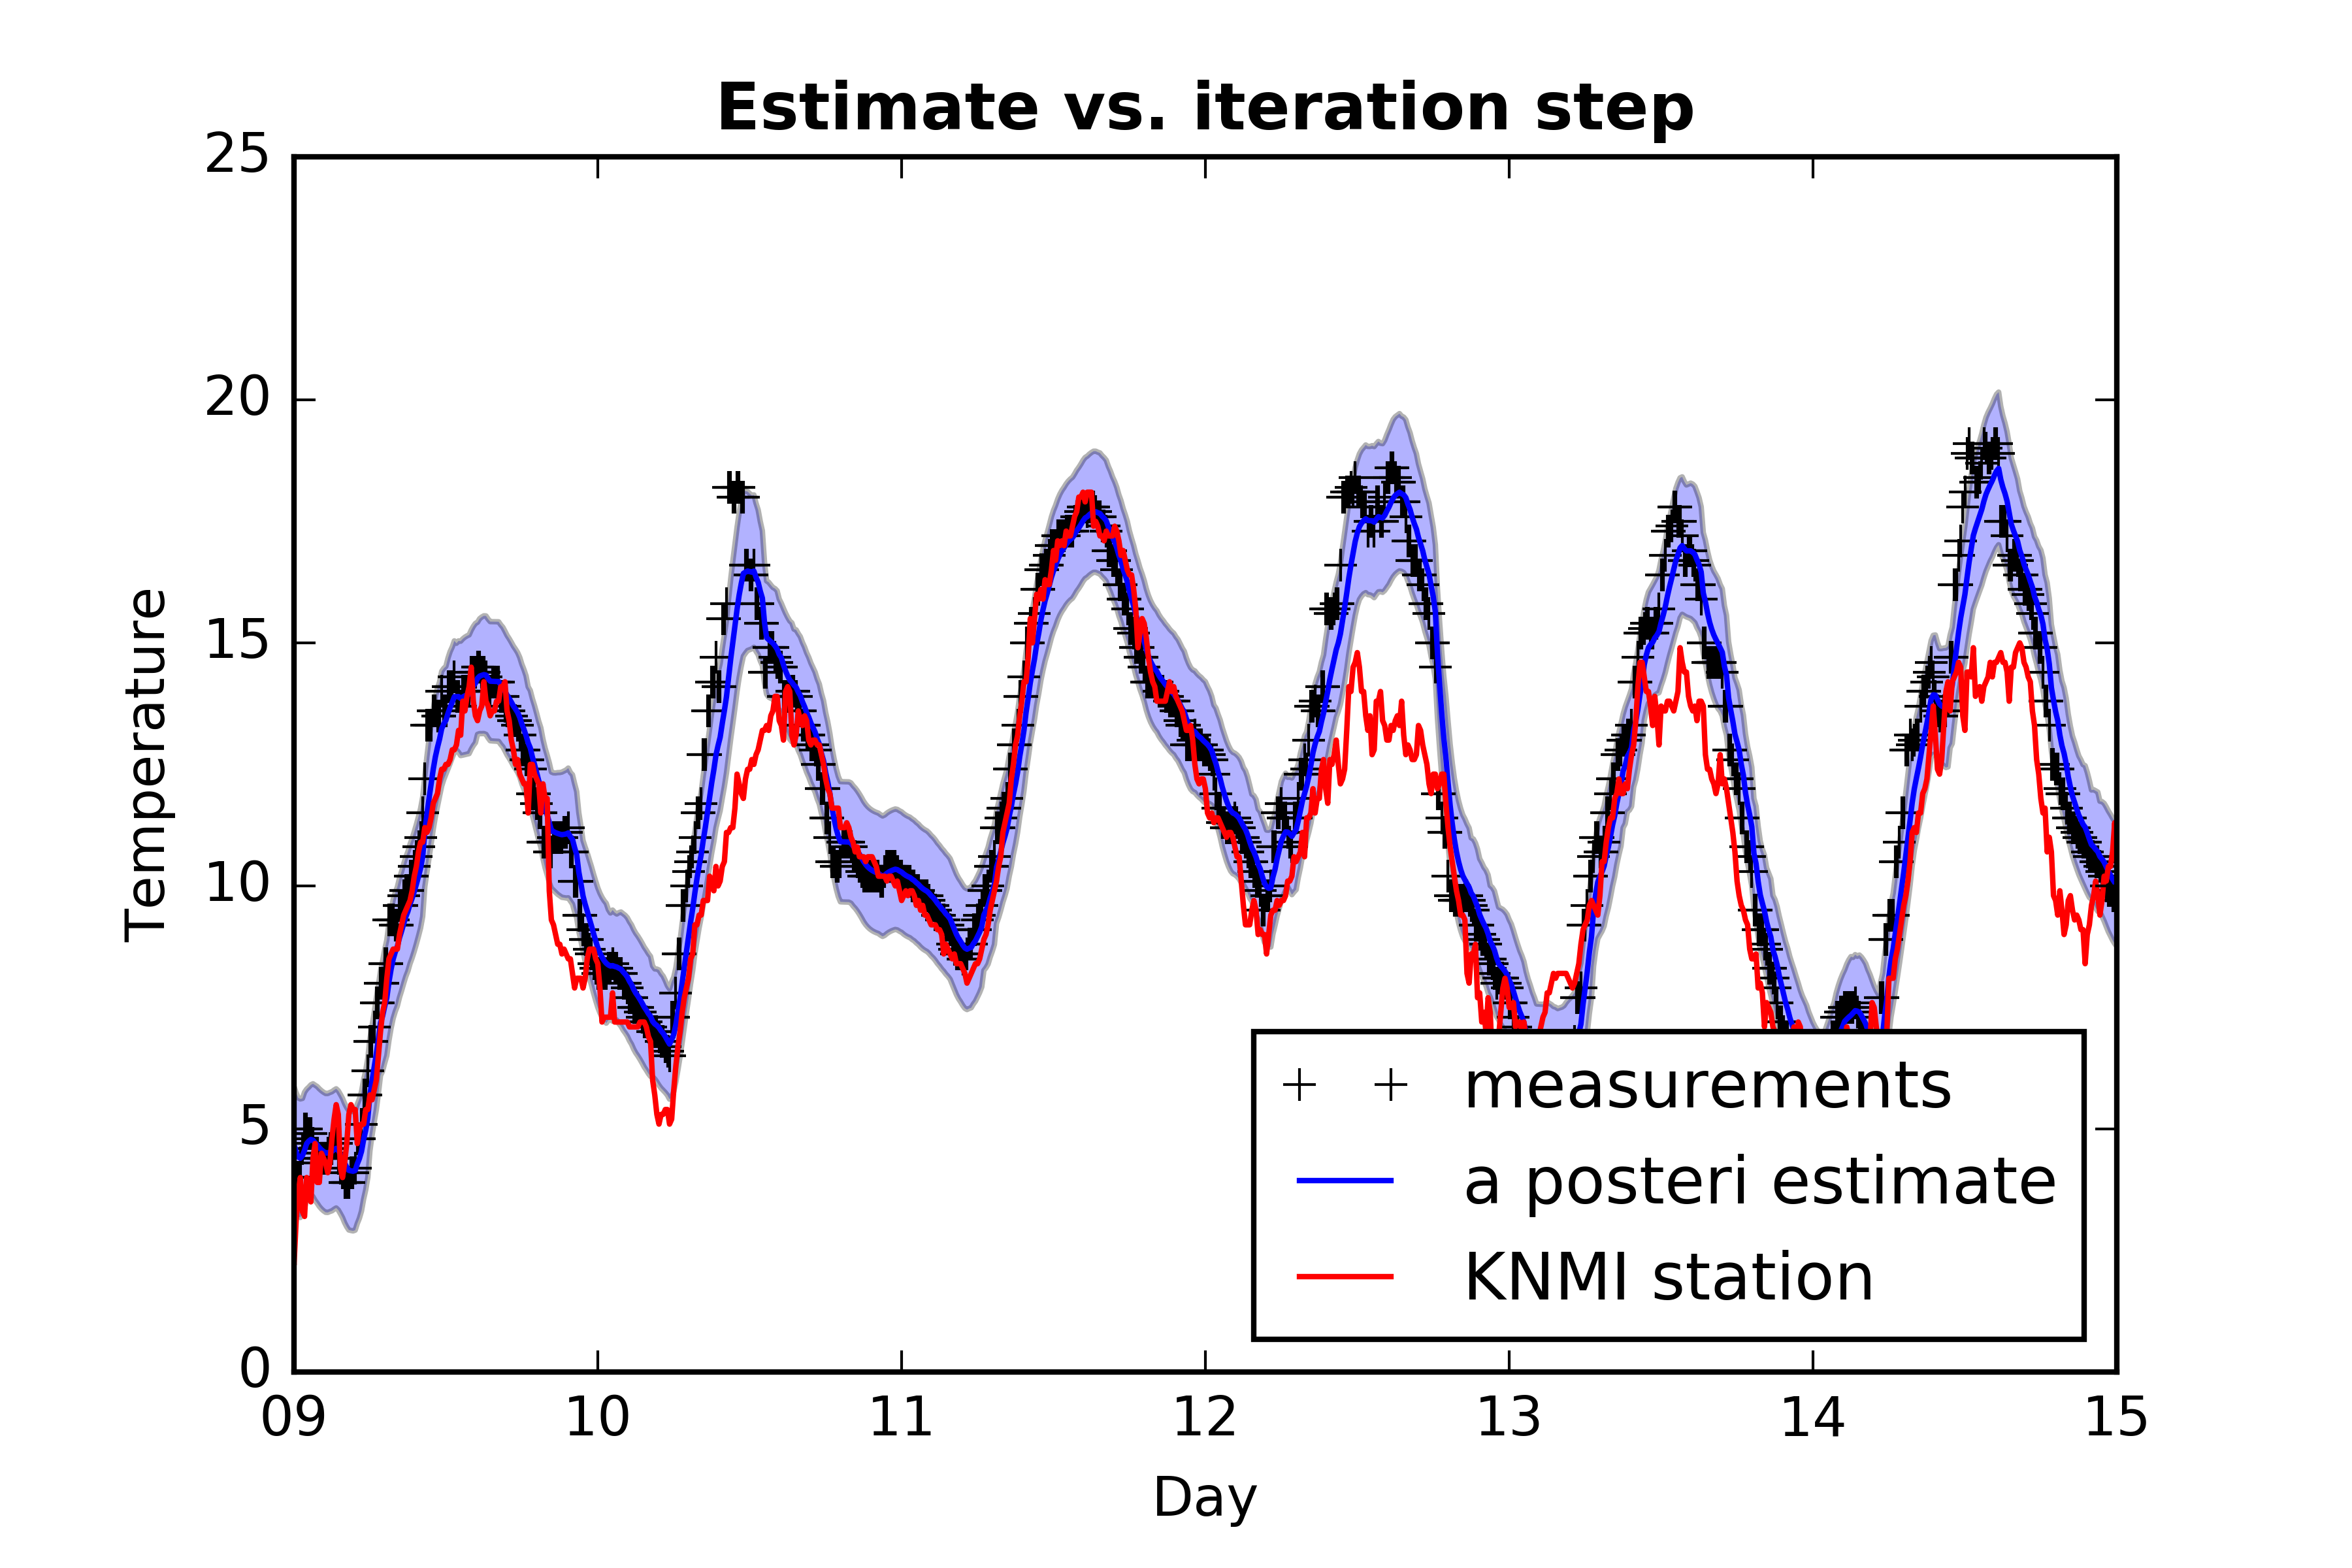 Estimate vs. iteration step
25
20
15
10
5
0
Temperature
09 10 11 12 13 14 15
Day
measurements
a posteri estimate
KNMI station